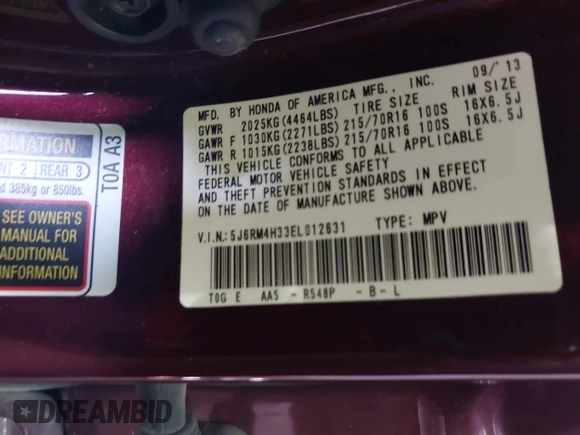 MFD. BY HONDA OF AMERICA MFG., INC. 09/'13
GVWR 2025KG(4464LBS) TIRE SIZE RIM SIZE
GAWR F 1030KG(2271LBS) 215/70R16 100S 16X6.5J
GAWR R 1015KG(2238LBS) 215/70R16 100S 16X6.5J
THIS VEHICLE CONFORMS TO ALL APPLICABLE
FEDERAL MOTOR VEHICLE SAFETY
AND THEFT PREVENTION STANDARDS IN EFFECT
ON THE DATE OF MANUFACTURE SHOWN ABOVE.
V.I.N.:5J6RM4H33EL012631 TYPE: MPV
T0G E AA5 - R548P - B - L
RMATION
NT 2 REAR 3
d 385kg or 850lbs.
SEE OWNER'S
MANUAL FOR
ADDITIONAL
INFORMATION
T0A A3
DREAMBID